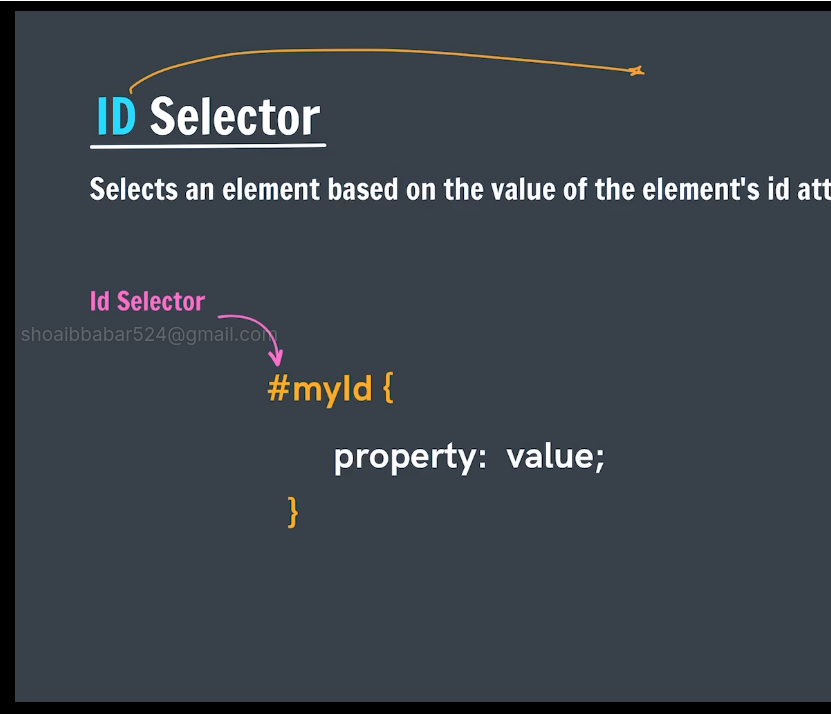 ID Selector
Selects an element based on the value of the element's id att
Id Selector
shoaibbabar524@gmail.com
#myId {
property: value;
}